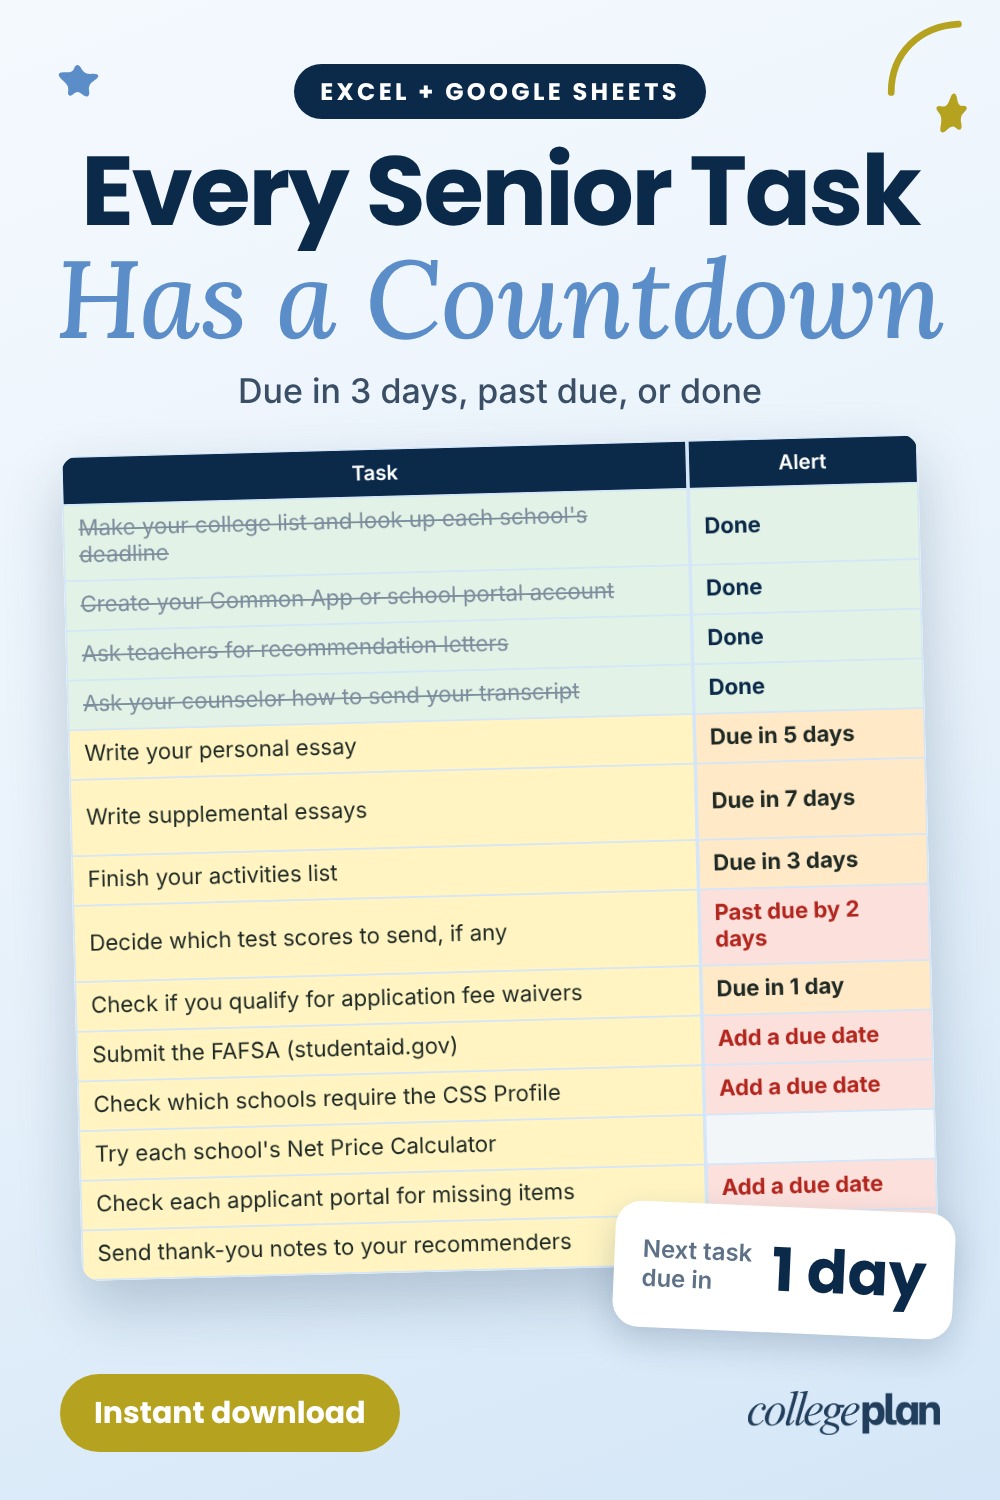 EXCEL + GOOGLE SHEETS
Every Senior Task
Has a Countdown
Due in 3 days, past due, or done
Task
Alert
Make your college list and look up each school's
deadline
Done
Create your Common App or school portal account
Done
Ask teachers for recommendation letters
Done
Ask your counselor how to send your transcript
Done
Write your personal essay
Due in 5 days
Write supplemental essays
Due in 7 days
Finish your activities list
Due in 3 days
Decide which test scores to send, if any
Past due by 2
days
Check if you qualify for application fee waivers
Due in 1 day
Submit the FAFSA (studentaid.gov)
Add a due date
Check which schools require the CSS Profile
Add a due date
Try each school's Net Price Calculator
Check each applicant portal for missing items
Add a due date
Send thank-you notes to your recommenders
Next task
due in
1 day
Instant download
collegeplan